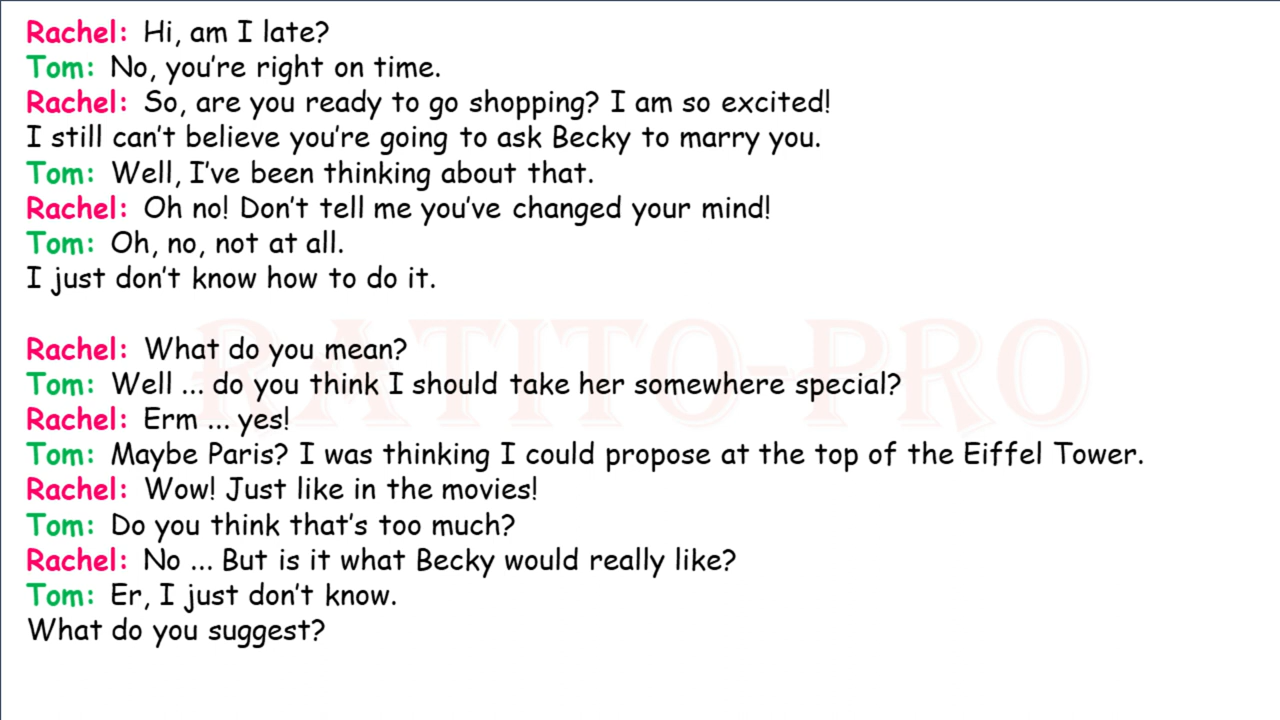 Rachel: Hi, am I late?
Tom: No, you're right on time.
Rachel: So, are you ready to go shopping? I am so excited!
I still can't believe you're going to ask Becky to marry you.
Tom: Well, I've been thinking about that.
Rachel: Oh no! Don't tell me you've changed your mind!
Tom: Oh, no, not at all.
I just don't know how to do it.
Rachel: What do you mean?
Tom: Well ... do you think I should take her somewhere special?
RATITO-PRO
Rachel: Erm ... yes!
Tom: Maybe Paris? I was thinking I could propose at the top of the Eiffel Tower.
Rachel: Wow! Just like in the movies!
Tom: Do you think that's too much?
Rachel: No ... But is it what Becky would really like?
Tom: Er, I just don't know.
What do you suggest?